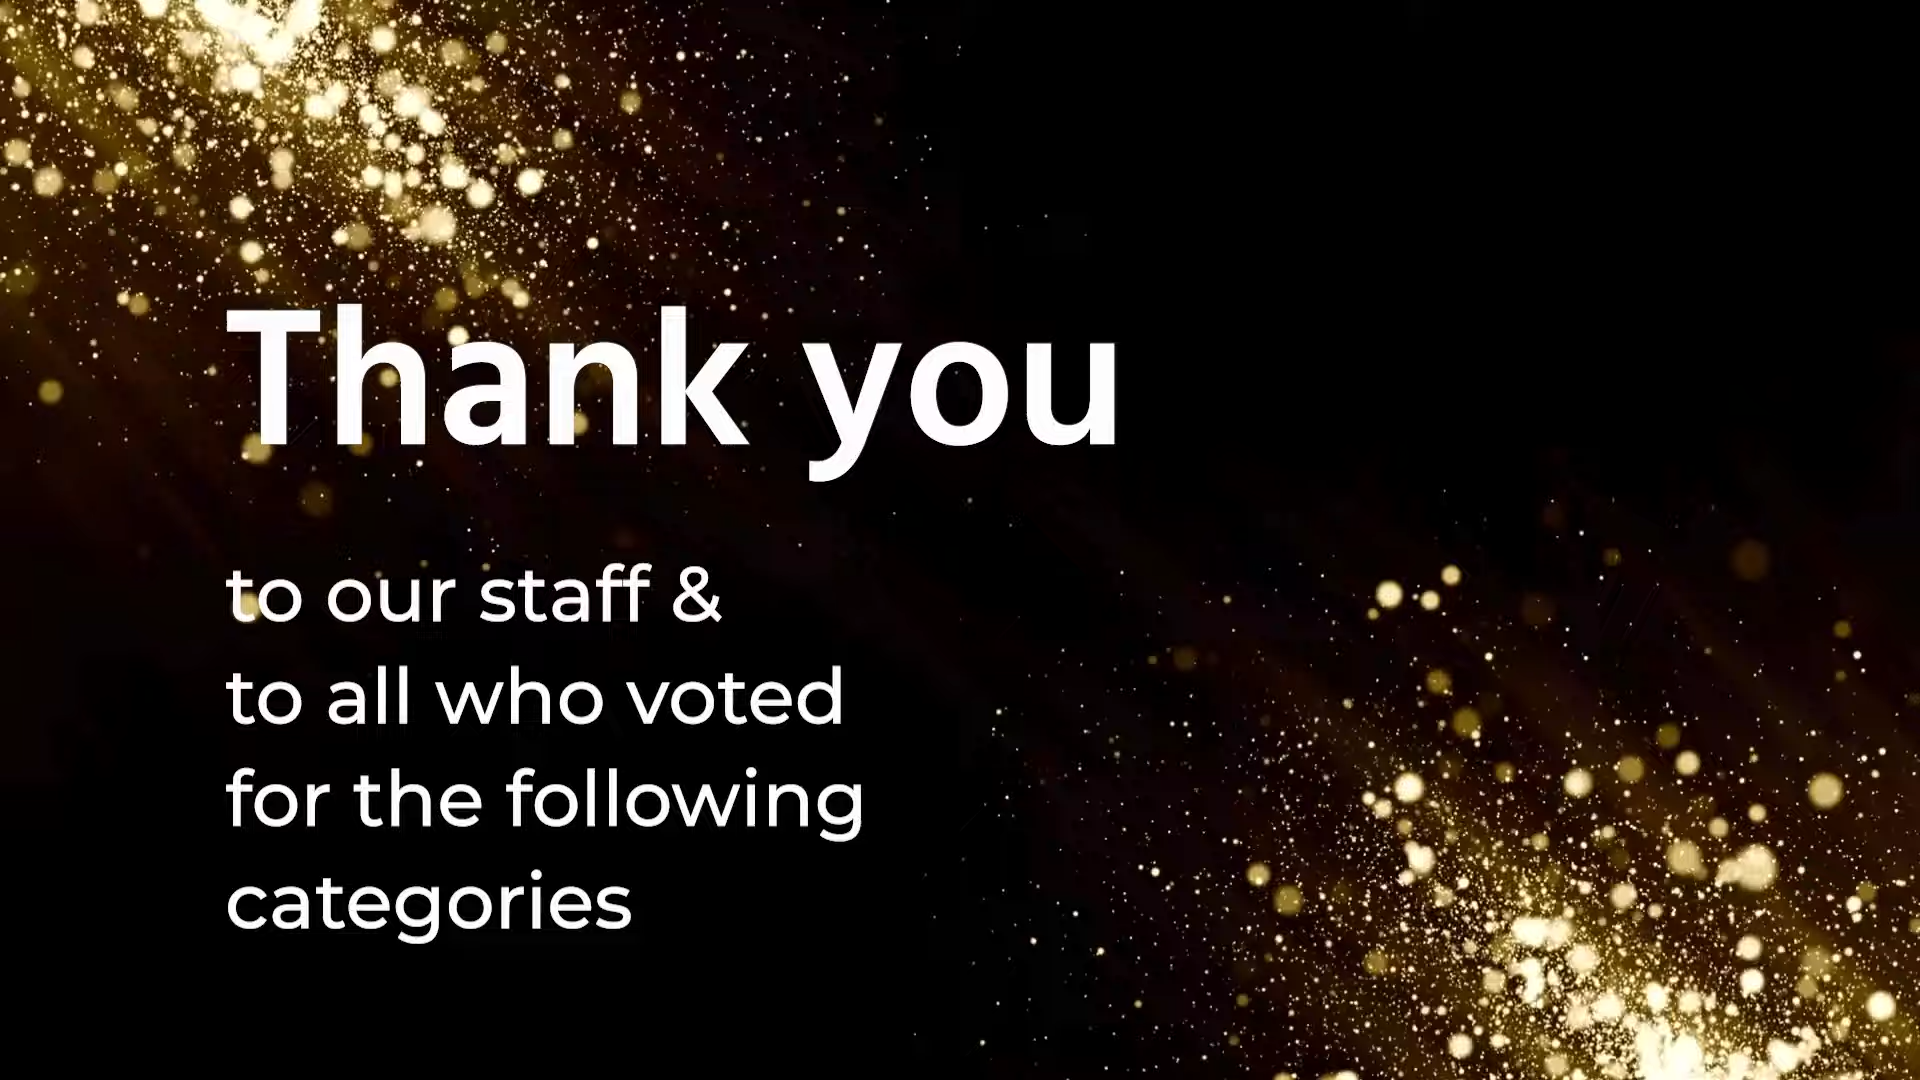 Thank you
to our staff &
to all who voted
for the following
categories